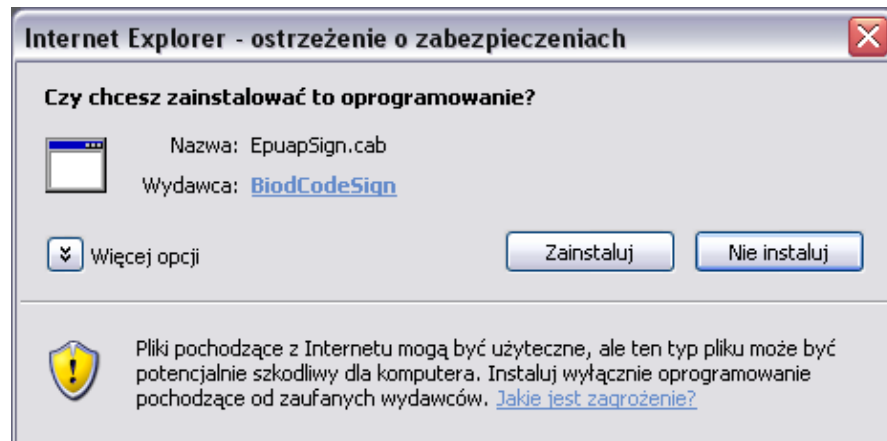 Internet Explorer - ostrzeżenie o zabezpieczeniach
Czy chcesz zainstalować to oprogramowanie?
Nazwa: EpuapSign.cab
Wydawca: BiodCodeSign
Więcej opcji
Zainstaluj
Nie instaluj
Pliki pochodzące z Internetu mogą być użyteczne, ale ten typ pliku może być
potencjalnie szkodliwy dla komputera. Instaluj wyłącznie oprogramowanie
pochodzące od zaufanych wydawców. Jakie jest zagrożenie?